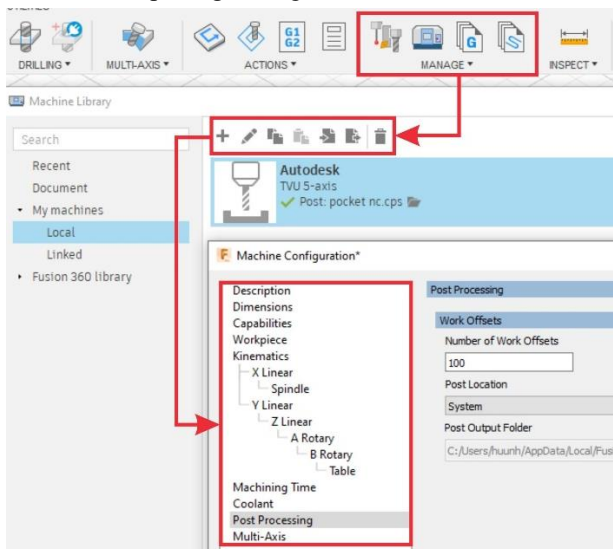 DRILLING ▾
MULTI-AXIS ▾
G1
G2
ACTIONS ▾
G
MANAGE ▾
INSPECT ▾
Machine Library
Search
Recent
Document
My machines
Local
Linked
Fusion 360 library
Autodesk
TVU 5-axis
Post: pocket nc.cps
F Machine Configuration*
Description
Dimensions
Capabilities
Workpiece
Kinematics
X Linear
Spindle
Y Linear
Z Linear
A Rotary
B Rotary
Table
Machining Time
Coolant
Post Processing
Multi-Axis
Post Processing
Work Offsets
Number of Work Offsets
100
Post Location
System
Post Output Folder
C:/Users/huunh/AppData/Local/Fus